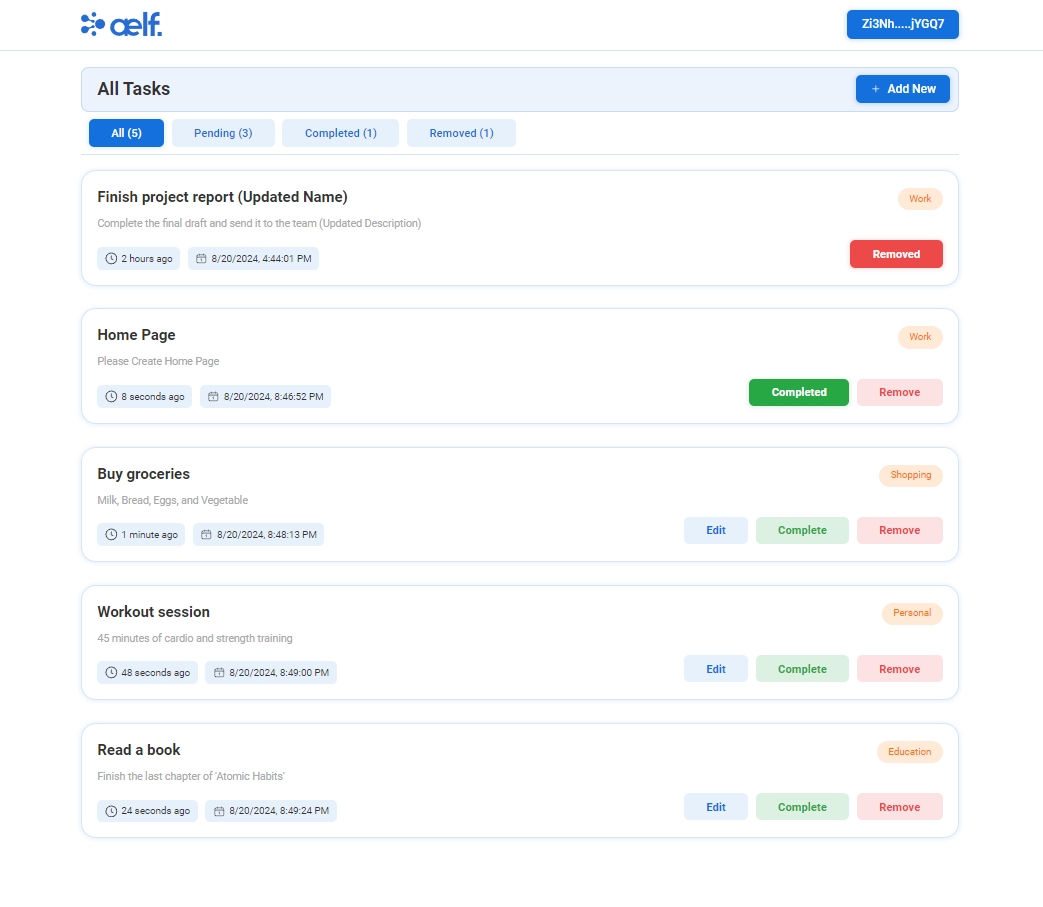 ælf.
Zi3Nh.....jYGQ7
All Tasks
+ Add New
All (5)
Pending (3)
Completed (1)
Removed (1)
Finish project report (Updated Name)
Work
Complete the final draft and send it to the team (Updated Description)
2 hours ago
8/20/2024, 4:44:01 PM
Removed
Home Page
Work
Please Create Home Page
8 seconds ago
8/20/2024, 8:46:52 PM
Completed
Remove
Buy groceries
Shopping
Milk, Bread, Eggs, and Vegetable
1 minute ago
8/20/2024, 8:48:13 PM
Edit
Complete
Remove
Workout session
Personal
45 minutes of cardio and strength training
48 seconds ago
8/20/2024, 8:49:00 PM
Edit
Complete
Remove
Read a book
Education
Finish the last chapter of 'Atomic Habits'
24 seconds ago
8/20/2024, 8:49:24 PM
Edit
Complete
Remove